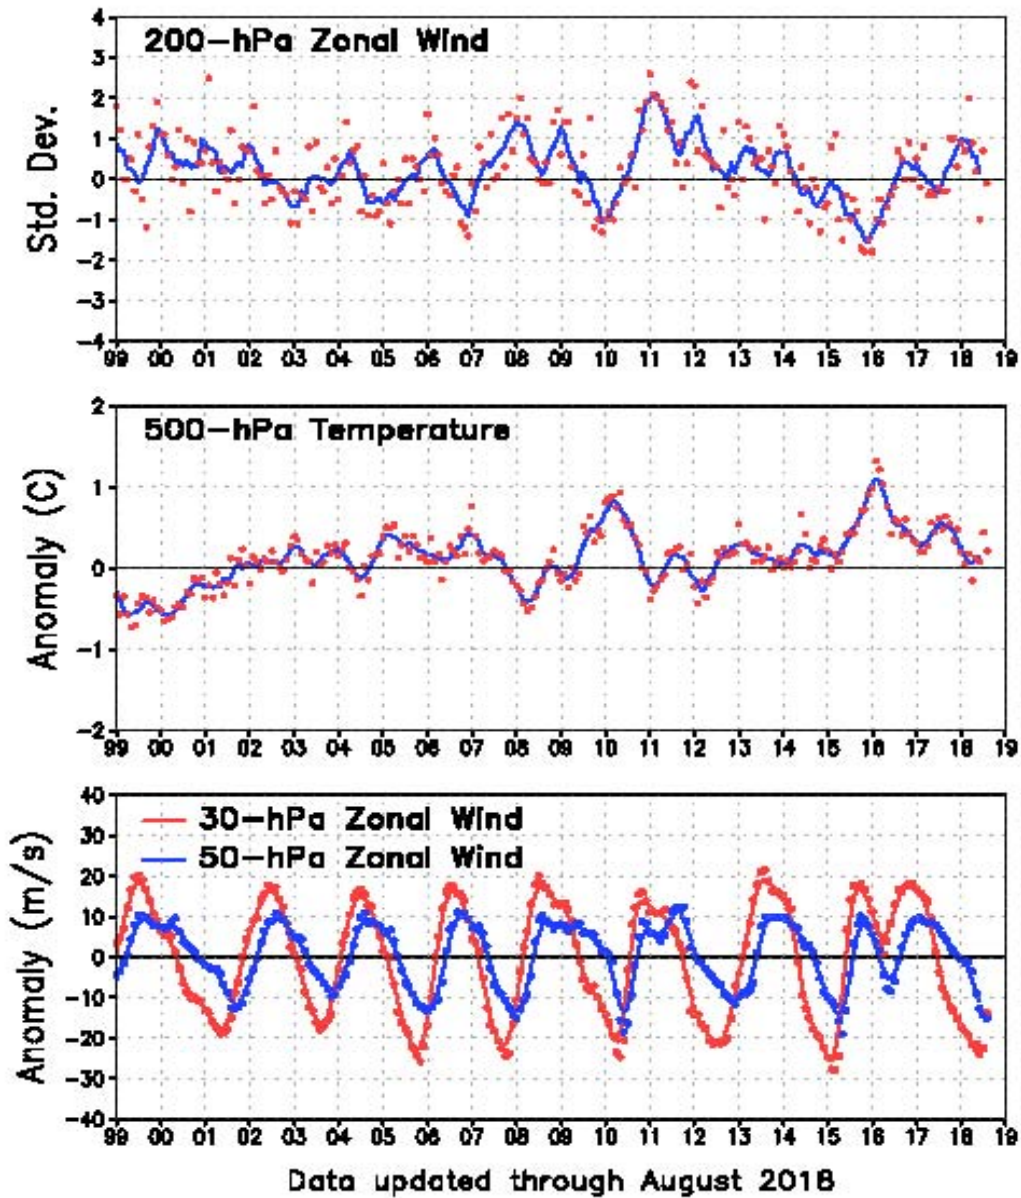 200-hPa Zonal Wind
Std. Dev.
4
3
2
1
0
-1
-2
-3
-4
99 00 01 02 03 04 05 06 07 08 09 10 11 12 13 14 15 16 17 18 19
500-hPa Temperature
Anomaly (C)
2
1
0
-1
-2
99 00 01 02 03 04 05 06 07 08 09 10 11 12 13 14 15 16 17 18 19
30-hPa Zonal Wind
50-hPa Zonal Wind
Anomaly (m/s)
40
30
20
10
0
-10
-20
-30
-40
99 00 01 02 03 04 05 06 07 08 09 10 11 12 13 14 15 16 17 18 19
Data updated through August 2018